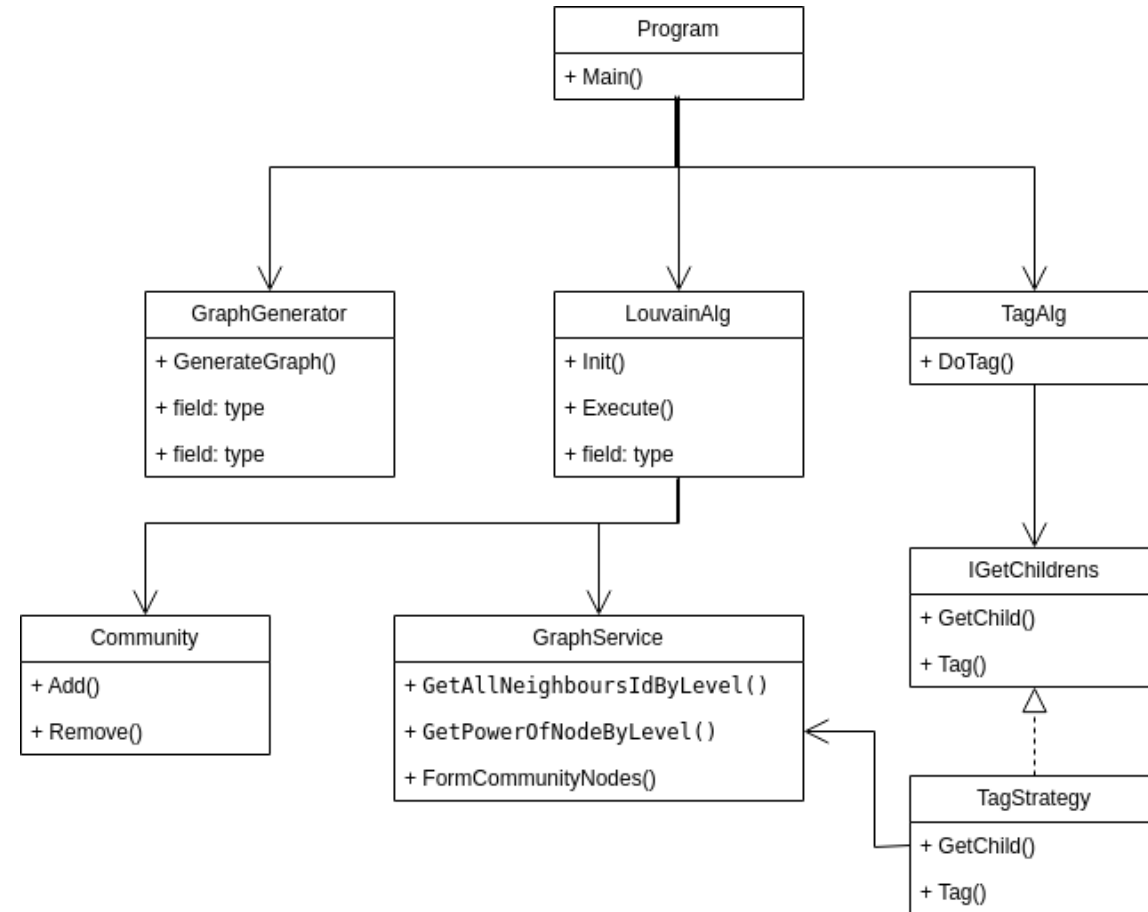 Program
+ Main()
GraphGenerator
+ GenerateGraph()
+ field: type
+ field: type
LouvainAlg
+ Init()
+ Execute()
+ field: type
TagAlg
+ DoTag()
IGetChildrens
+ GetChild()
+ Tag()
Community
+ Add()
+ Remove()
GraphService
+ GetAllNeighboursIdByLevel()
+ GetPowerOfNodeByLevel()
+ FormCommunityNodes()
TagStrategy
+ GetChild()
+ Tag()